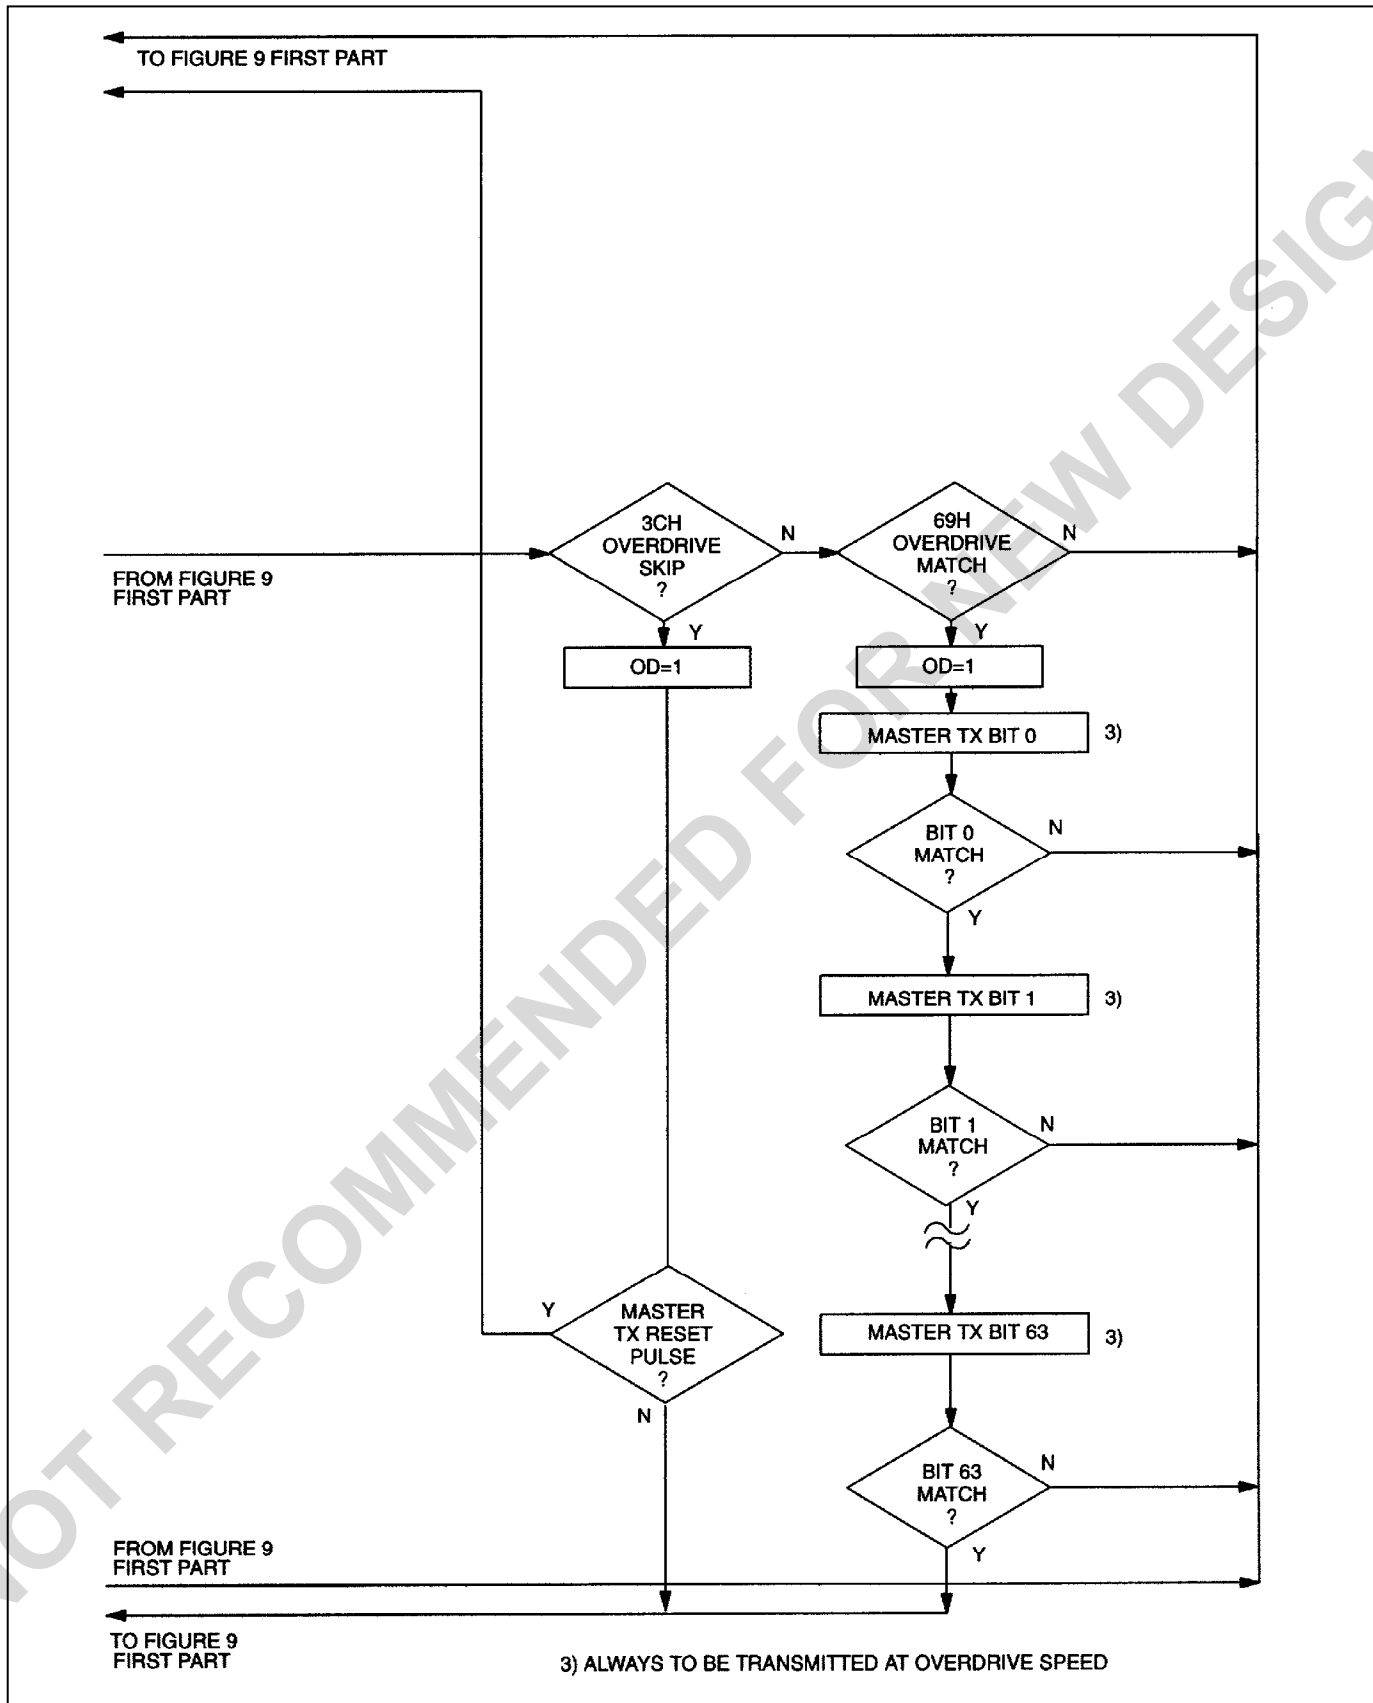 TO FIGURE 9 FIRST PART
3CH
OVERDRIVE
SKIP
?
N
69H
OVERDRIVE
MATCH
?
N
FROM FIGURE 9
FIRST PART
Y
Y
OD=1
OD=1
MASTER TX BIT 0
3)
BIT 0
MATCH
?
N
Y
MASTER TX BIT 1
3)
BIT 1
MATCH
?
N
Y
MASTER
TX RESET
PULSE
?
Y
N
MASTER TX BIT 63
3)
BIT 63
MATCH
?
N
Y
FROM FIGURE 9
FIRST PART
TO FIGURE 9
FIRST PART
3) ALWAYS TO BE TRANSMITTED AT OVERDRIVE SPEED
NOT RECOMMENDED FOR NEW DESIGN